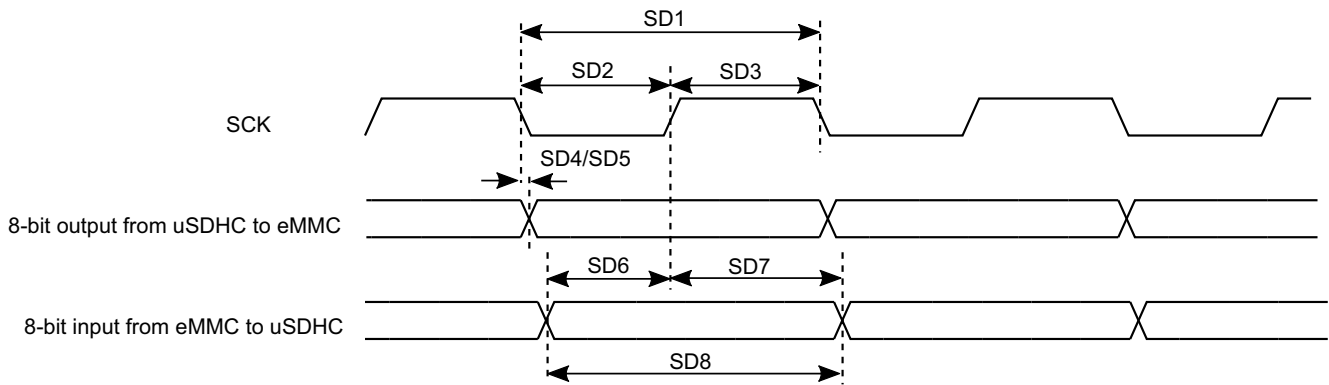 SD1
SD2
SD3
SCK
SD4/SD5
8-bit output from uSDHC to eMMC
SD6
SD7
8-bit input from eMMC to uSDHC
SD8